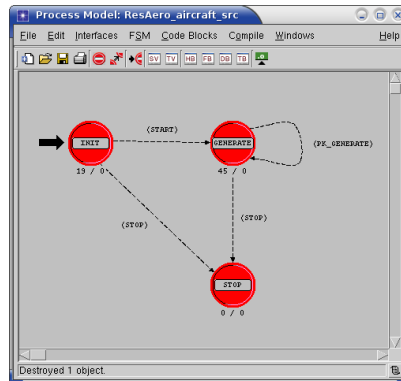 Process Model: ResAero_aircraft_src
File Edit Interfaces FSM Code Blocks Compile Windows Help
SV TV HB FB DB TB
(START)
INIT
GENERATE
(PK_GENERATE)
19 / 0
45 / 0
(STOP)
(STOP)
STOP
0 / 0
Destroyed 1 object.